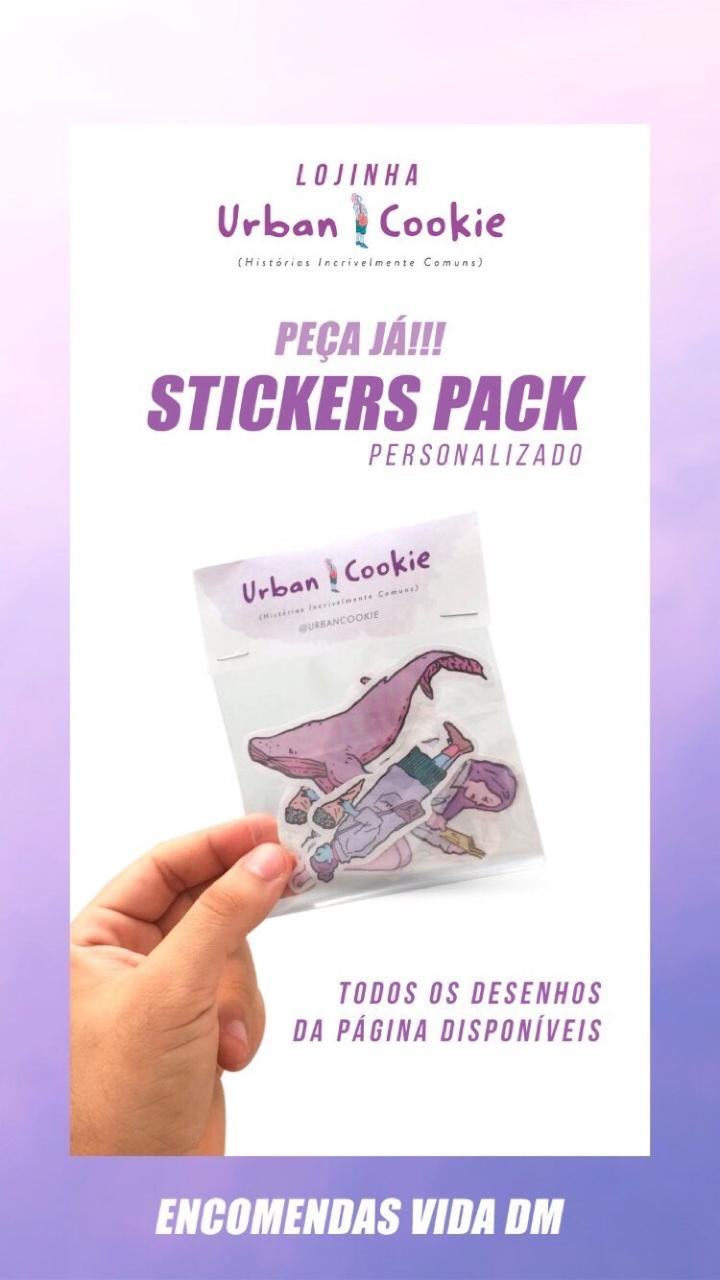 LOJINHA
Urban Cookie
(Histórias Incrivelmente Comuns)
PEÇA JÁ!!!
STICKERS PACK
PERSONALIZADO
Urban Cookie
(Histórias Incrivelmente Comuns)
@URBANCOOKIE
TODOS OS DESENHOS
DA PÁGINA DISPONÍVEIS
ENCOMENDAS VIDA DM